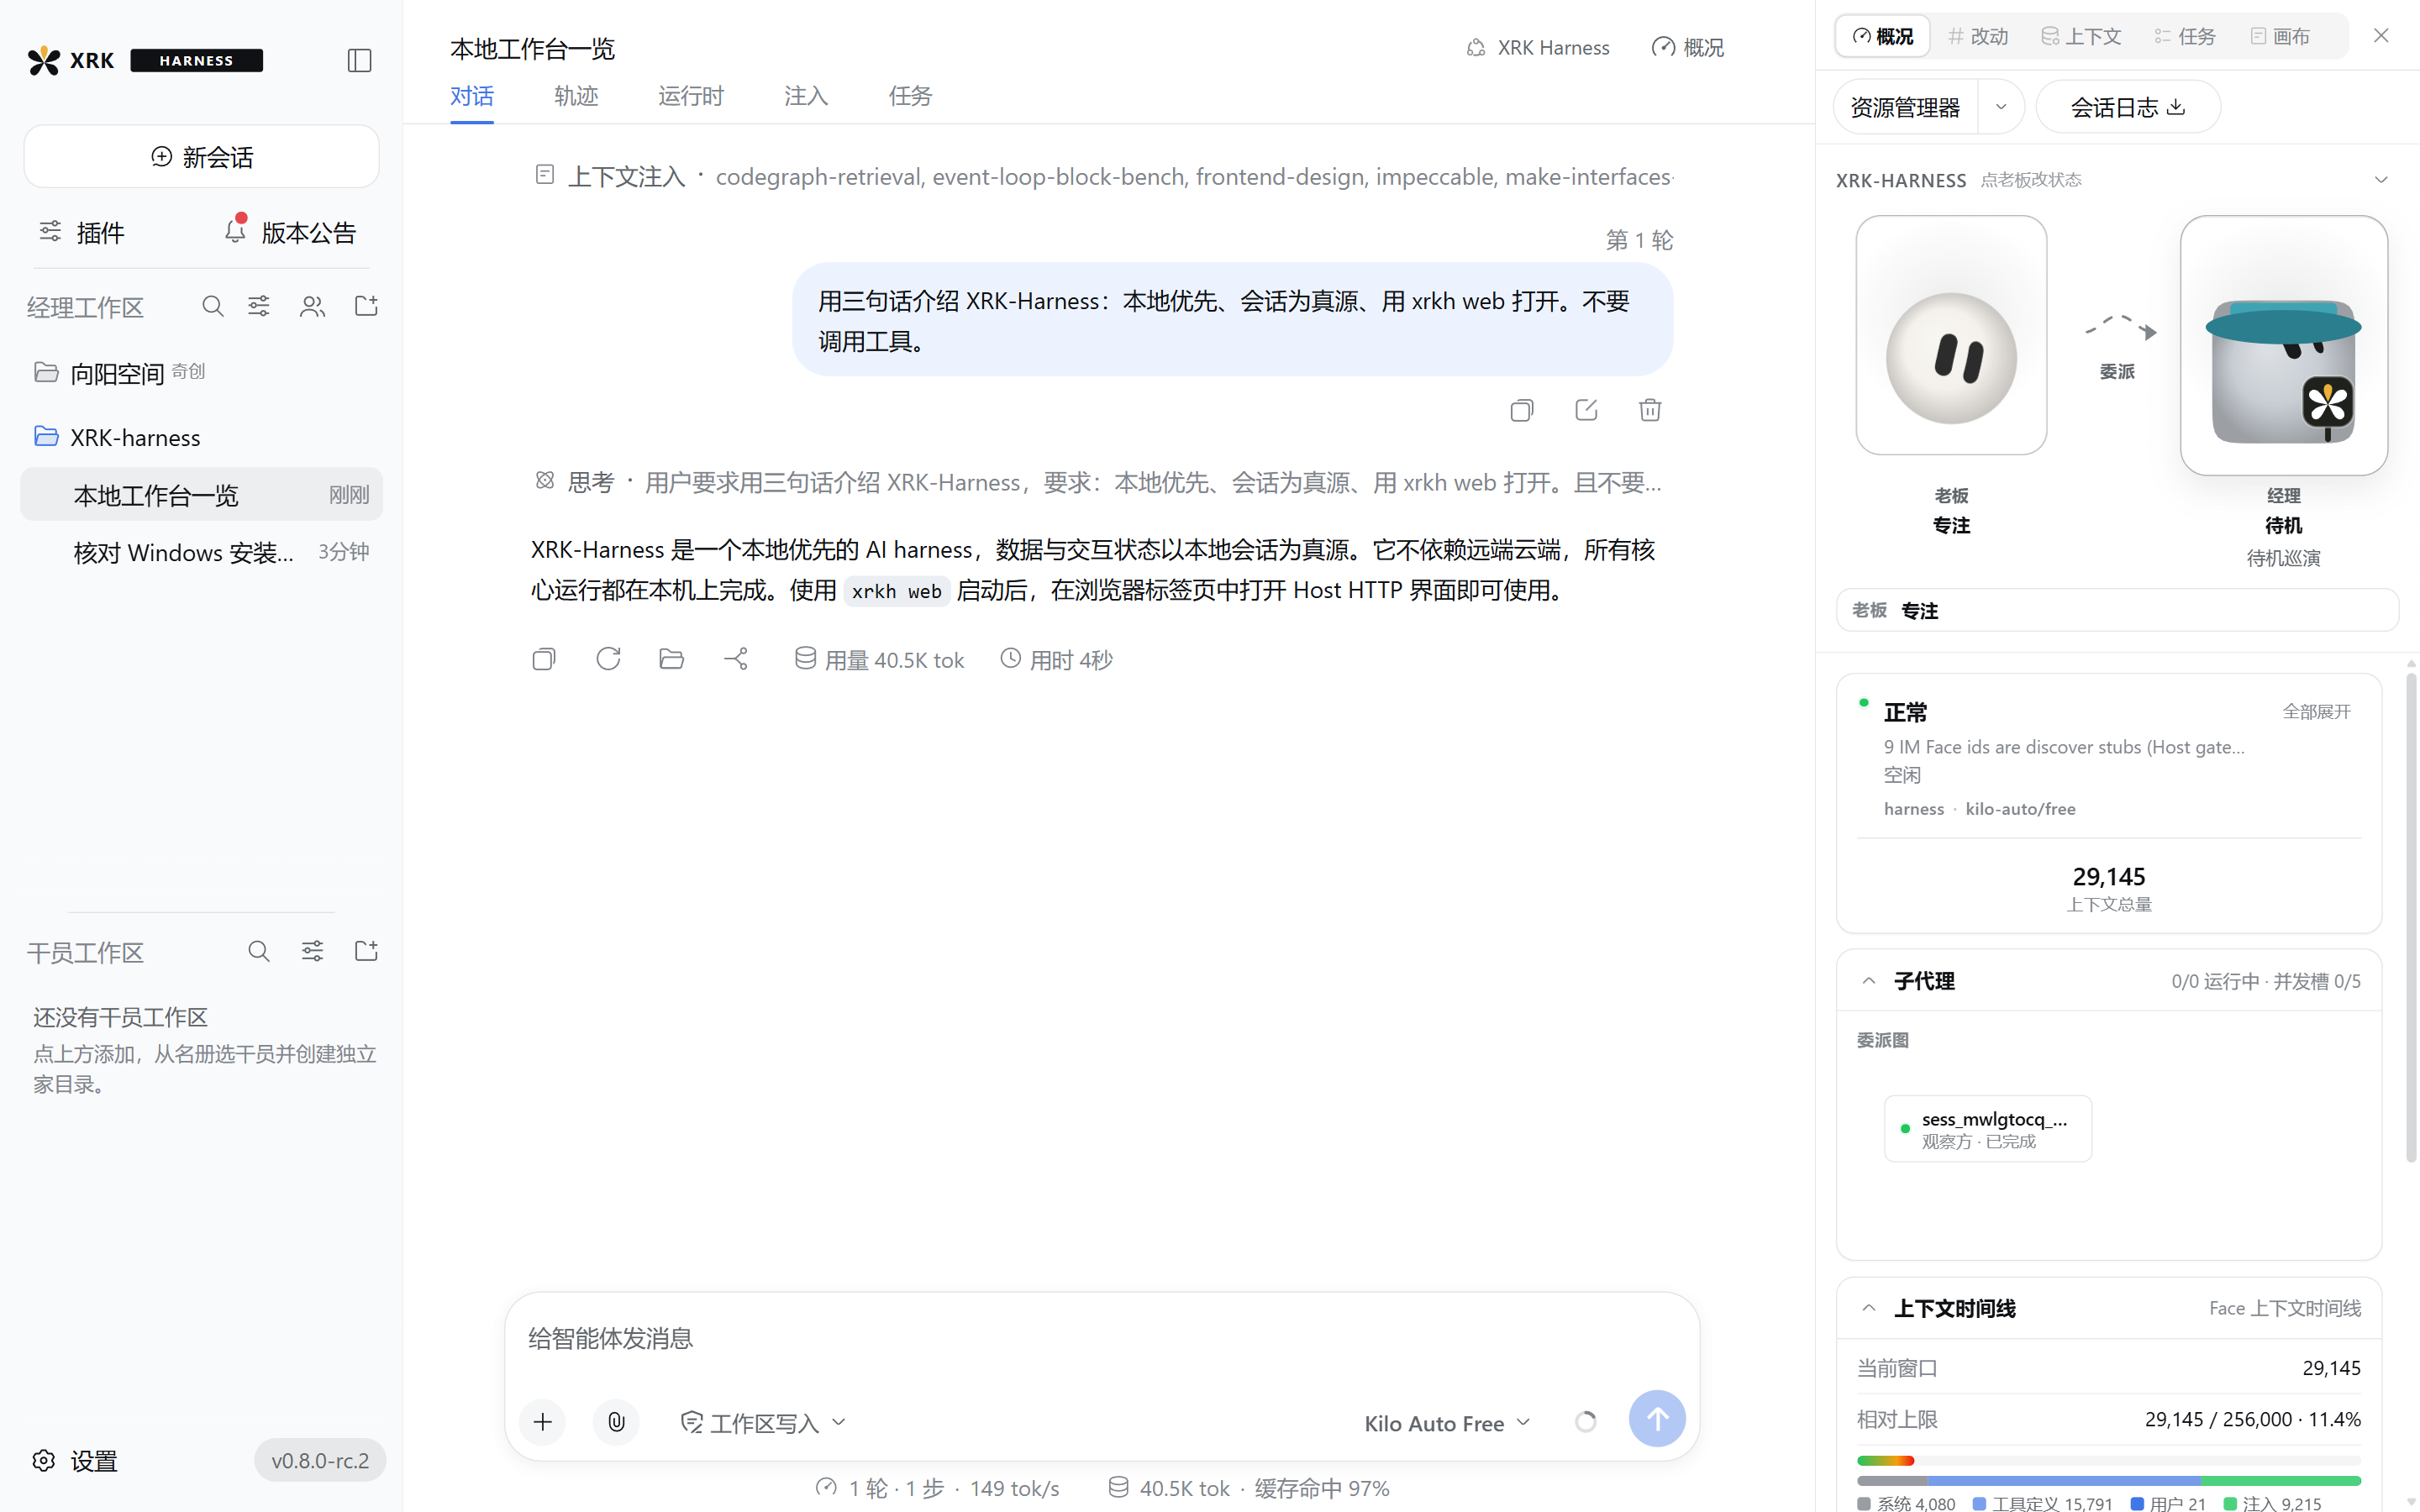 XRK HARNESS
新会话
插件
版本公告
经理工作区
向阳空间 奇创
XRK-harness
本地工作台一览 刚刚
核对 Windows 安装... 3分钟
干员工作区
还没有干员工作区
点上方添加，从名册选干员并创建独立
家目录。
设置
v0.8.0-rc.2
本地工作台一览
XRK Harness
概况
对话 轨迹 运行时 注入 任务
上下文注入 · codegraph-retrieval, event-loop-block-bench, frontend-design, impeccable, make-interfaces-
第 1 轮
用三句话介绍 XRK-Harness：本地优先、会话为真源、用 xrkh web 打开。不要
调用工具。
思考 · 用户要求用三句话介绍 XRK-Harness，要求：本地优先、会话为真源、用 xrkh web 打开。且不要...
XRK-Harness 是一个本地优先的 AI harness，数据与交互状态以本地会话为真源。它不依赖远端云端，所有核
心运行都在本机上完成。使用 xrkh web 启动后，在浏览器标签页中打开 Host HTTP 界面即可使用。
用量 40.5K tok 用时 4秒
给智能体发消息
工作区写入
Kilo Auto Free
1 轮 · 1 步 · 149 tok/s 40.5K tok · 缓存命中 97%
概况 改动 上下文 任务 画布
资源管理器
会话日志
XRK-HARNESS 点老板改状态
委派
老板
专注
经理
待机
待机巡演
老板 专注
正常
全部展开
9 IM Face ids are discover stubs (Host gate...
空闲
harness · kilo-auto/free
29,145
上下文总量
子代理 0/0 运行中 · 并发槽 0/5
委派图
sess_mwlgtocq_...
观察方 · 已完成
上下文时间线 Face 上下文时间线
当前窗口 29,145
相对上限 29,145 / 256,000 · 11.4%
系统 4,080 工具定义 15,791 用户 21 注入 9,215